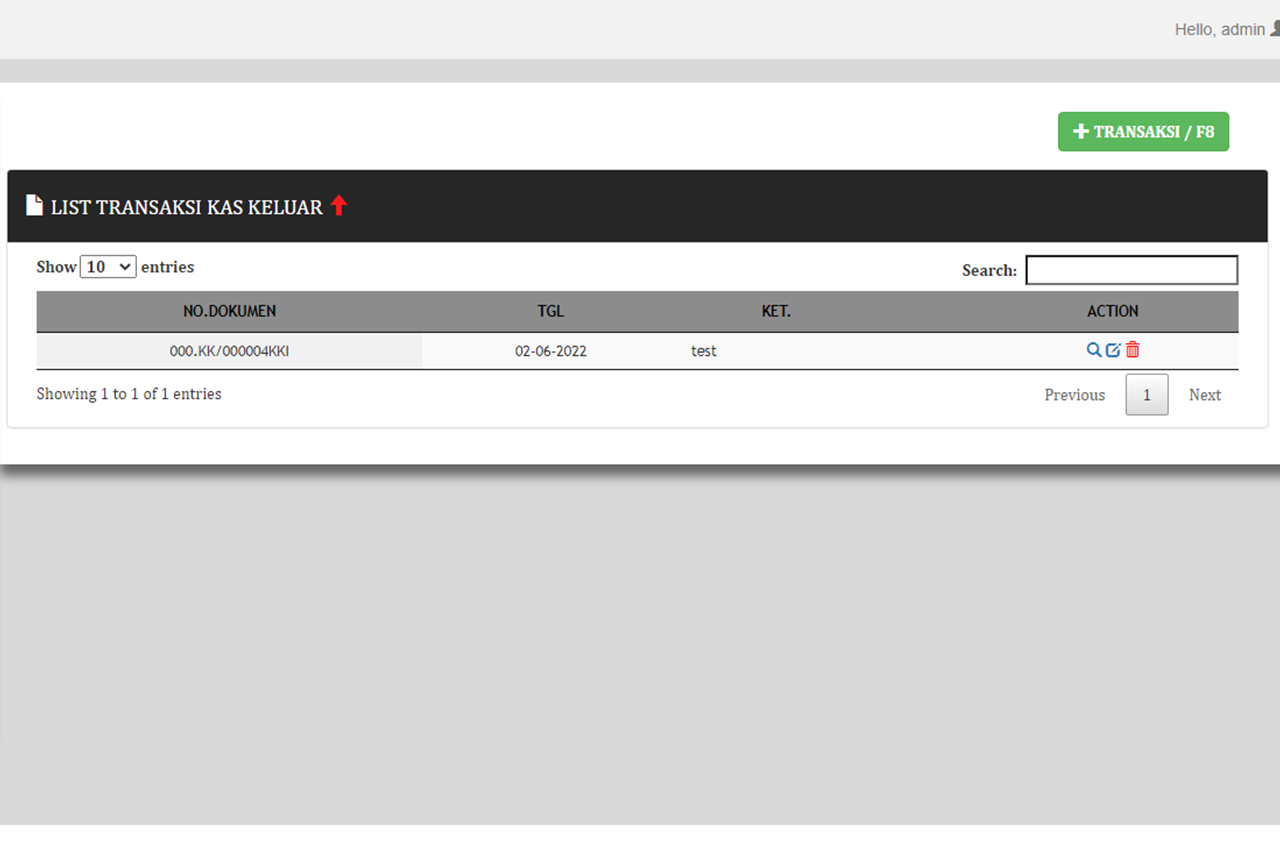 Hello, admin
TRANSAKSI / F8
LIST TRANSAKSI KAS KELUAR
Show 10 entries
Search:
NO.DOKUMEN TGL KET. ACTION
000.KK/000004KKI 02-06-2022 test
Showing 1 to 1 of 1 entries
Previous 1 Next